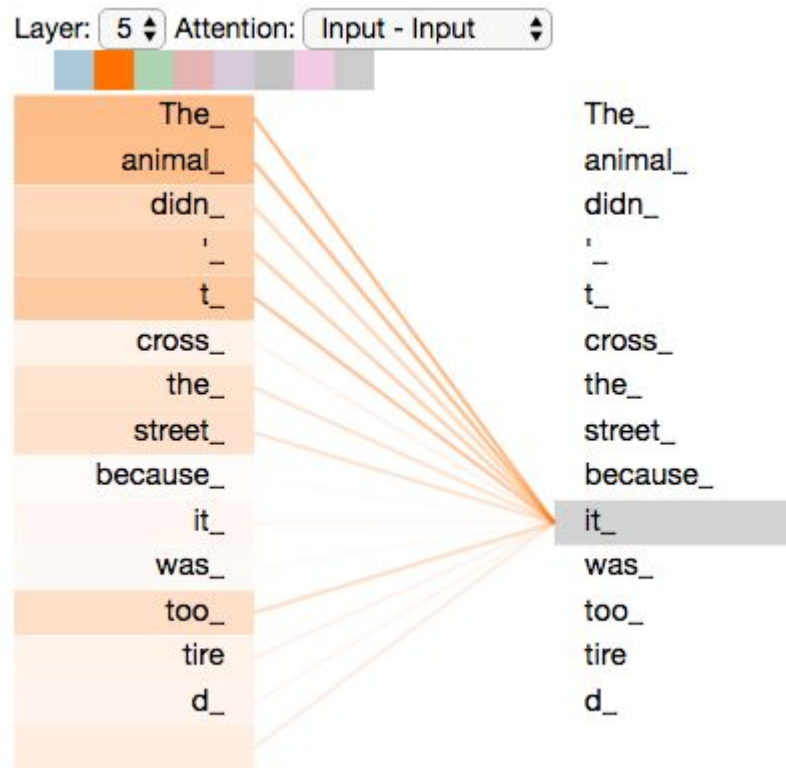 Layer: 5 Attention: Input - Input
The_ The_
animal_ animal_
didn_ didn_
'_ '_
t_ t_
cross_ cross_
the_ the_
street_ street_
because_ because_
it_ it_
was_ was_
too_ too_
tire tire
d_ d_